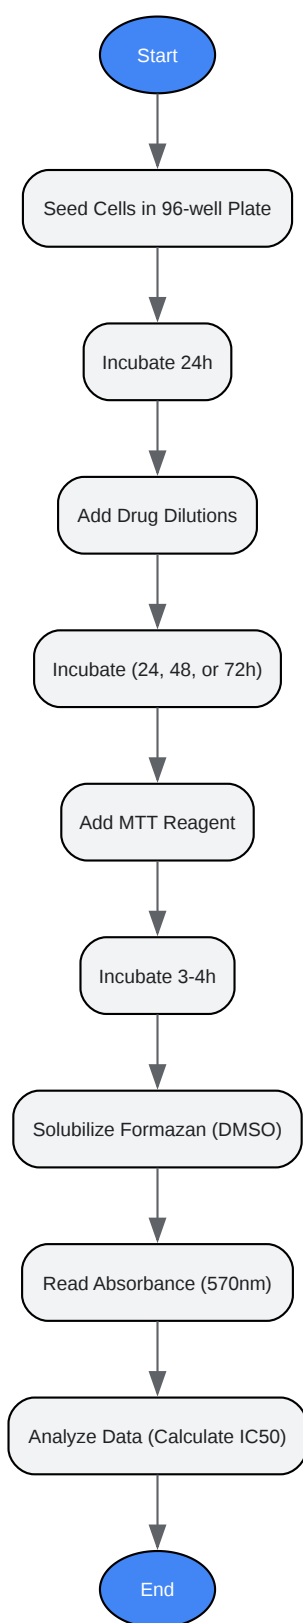 Start
Seed Cells in 96-well Plate
Incubate 24h
Add Drug Dilutions
Incubate (24, 48, or 72h)
Add MTT Reagent
Incubate 3-4h
Solubilize Formazan (DMSO)
Read Absorbance (570nm)
Analyze Data (Calculate IC50)
End